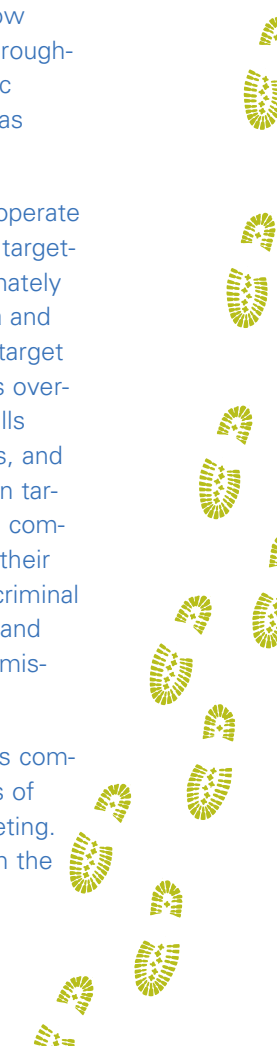 ow
rough-
c
as
operate
target-
nately
and
target
s over-
lls
s, and
n tar-
com-
their
criminal
and
mis-
s com-
s of
eting.
n the